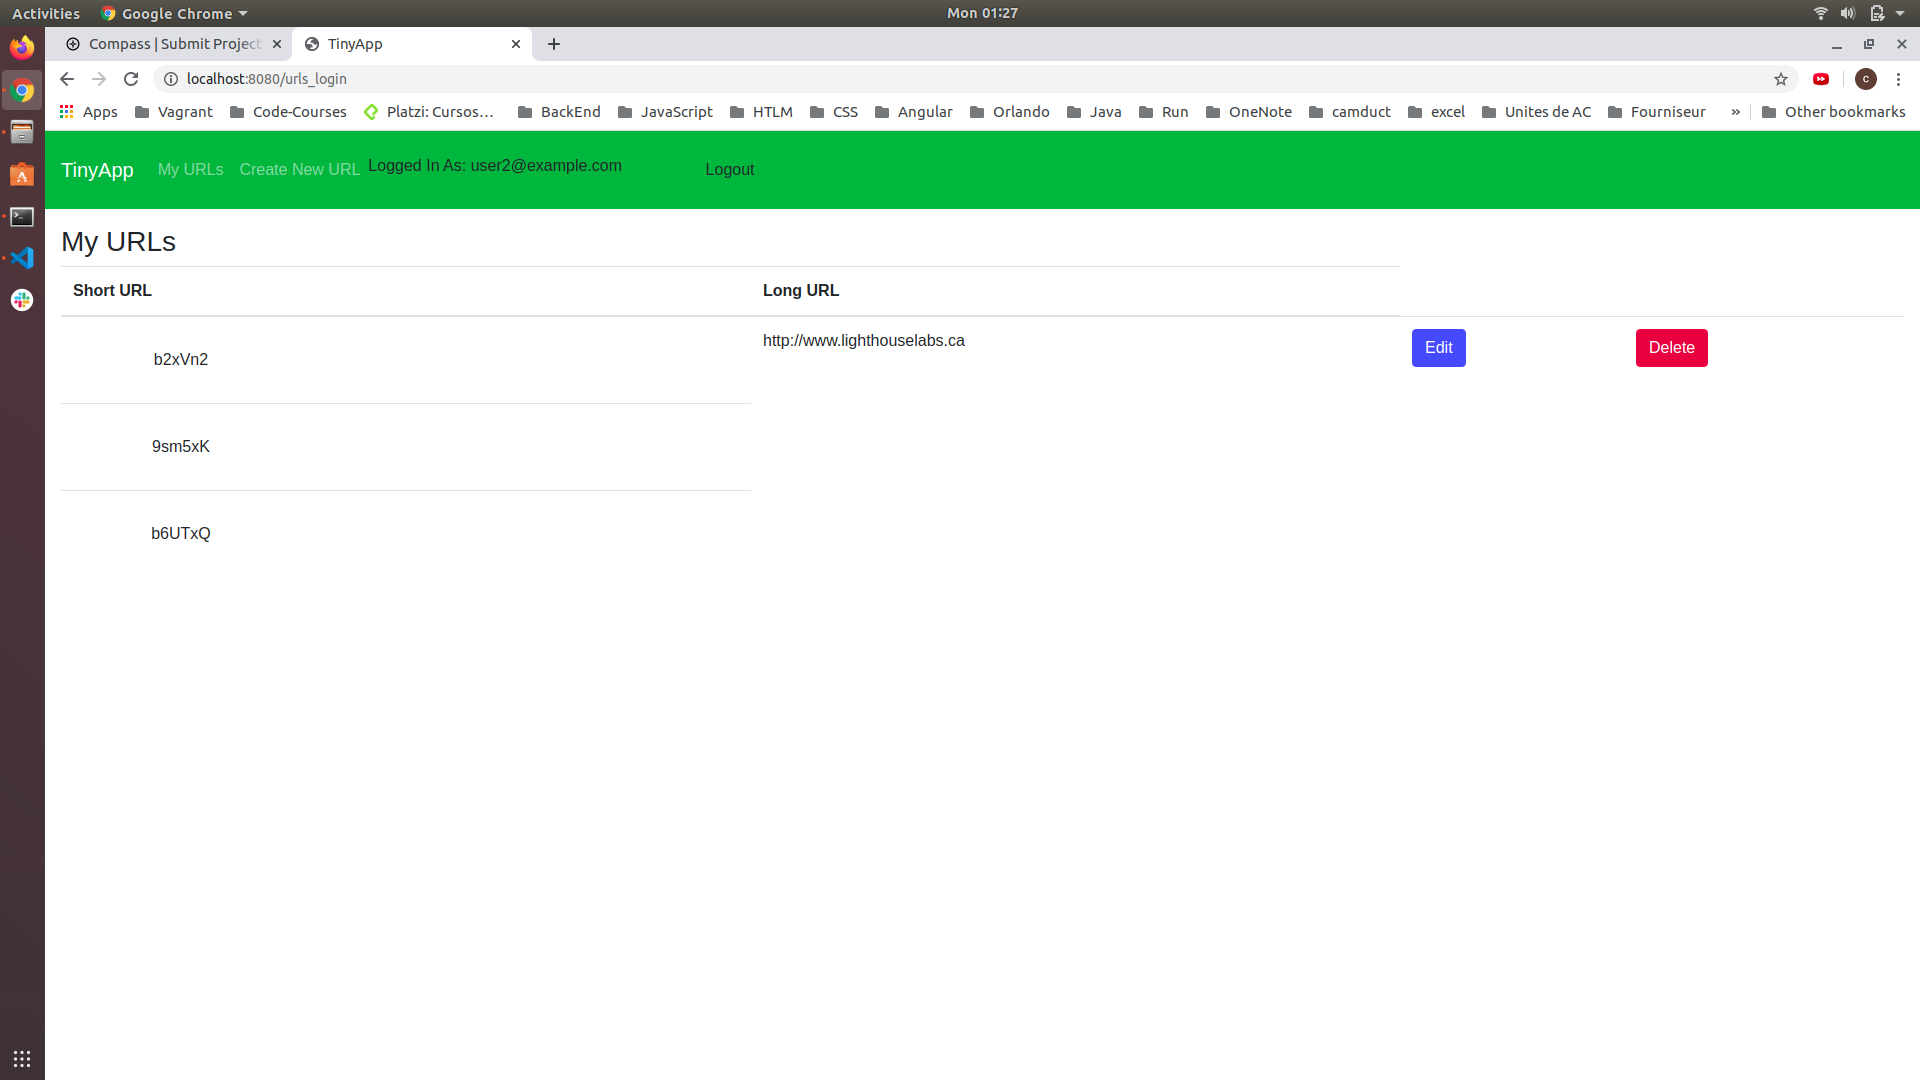 Activities Google Chrome Mon 01:27
Compass | Submit Project TinyApp
localhost:8080/urls_login C
Apps Vagrant Code-Courses Platzi: Cursos… BackEnd JavaScript HTLM CSS Angular Orlando Java Run OneNote camduct excel Unites de AC Fourniseur » Other bookmarks
TinyApp My URLs Create New URL Logged In As: user2@example.com Logout
My URLs
Short URL Long URL
b2xVn2 http://www.lighthouselabs.ca Edit Delete
9sm5xK
b6UTxQ